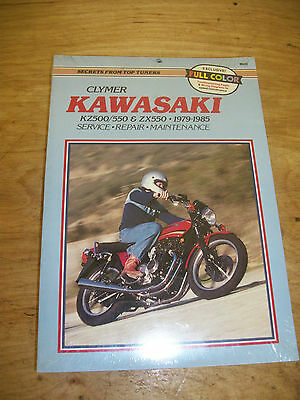 SECRETS FROM TOP TUNERS
EXCLUSIVE!
FULL COLOR
CLYMER
KAWASAKI
KZ500/550 & ZX550 • 1979-1985
SERVICE • REPAIR • MAINTENANCE